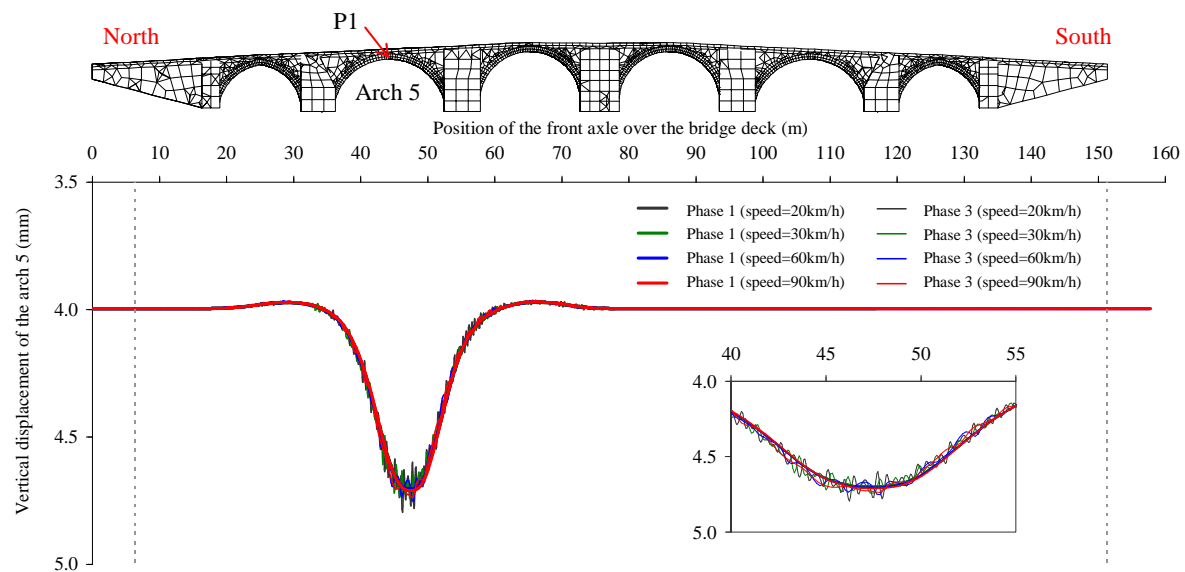 P1
North
South
Arch 5
Position of the front axle over the bridge deck (m)
0 10 20 30 40 50 60 70 80 90 100 110 120 130 140 150 160
3.5
4.0
4.5
5.0
Vertical displacement of the arch 5 (mm)
Phase 1 (speed=20km/h)
Phase 1 (speed=30km/h)
Phase 1 (speed=60km/h)
Phase 1 (speed=90km/h)
Phase 3 (speed=20km/h)
Phase 3 (speed=30km/h)
Phase 3 (speed=60km/h)
Phase 3 (speed=90km/h)
40 45 50 55
4.0
4.5
5.0